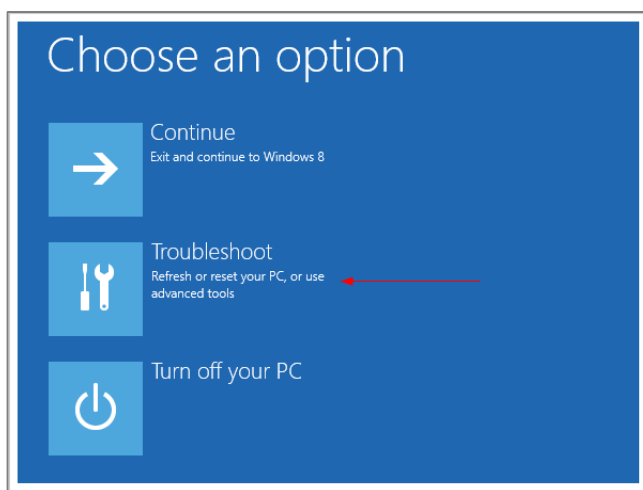 Choose an option
Continue
Exit and continue to Windows 8
Troubleshoot
Refresh or reset your PC, or use
advanced tools
Turn off your PC